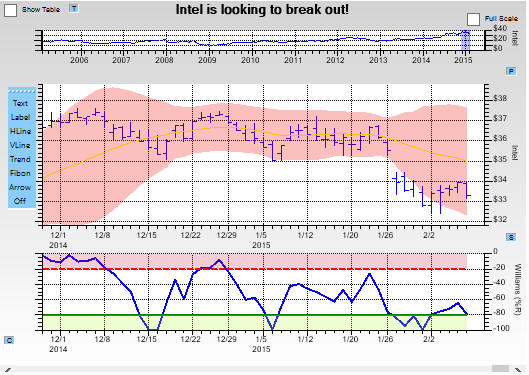 Intel is looking to break out!
Show Table
T
Full Scale
$40
$20
$0
Intel
2006 2007 2008 2009 2010 2011 2012 2013 2014 2015
P
Text
Label
HLine
VLine
Trend
Fibon
Arrow
Off
$38
$36
$35
$34
$33
$32
Intel
12/1 12/8 12/15 12/22 12/29 1/5 1/12 1/20 1/26 2/2
2014 2015
S
0
-20
-40
-60
-80
-100
Williams (%R)
12/1 12/8 12/15 12/22 12/29 1/5 1/12 1/20 1/26 2/2
2014 2015
C